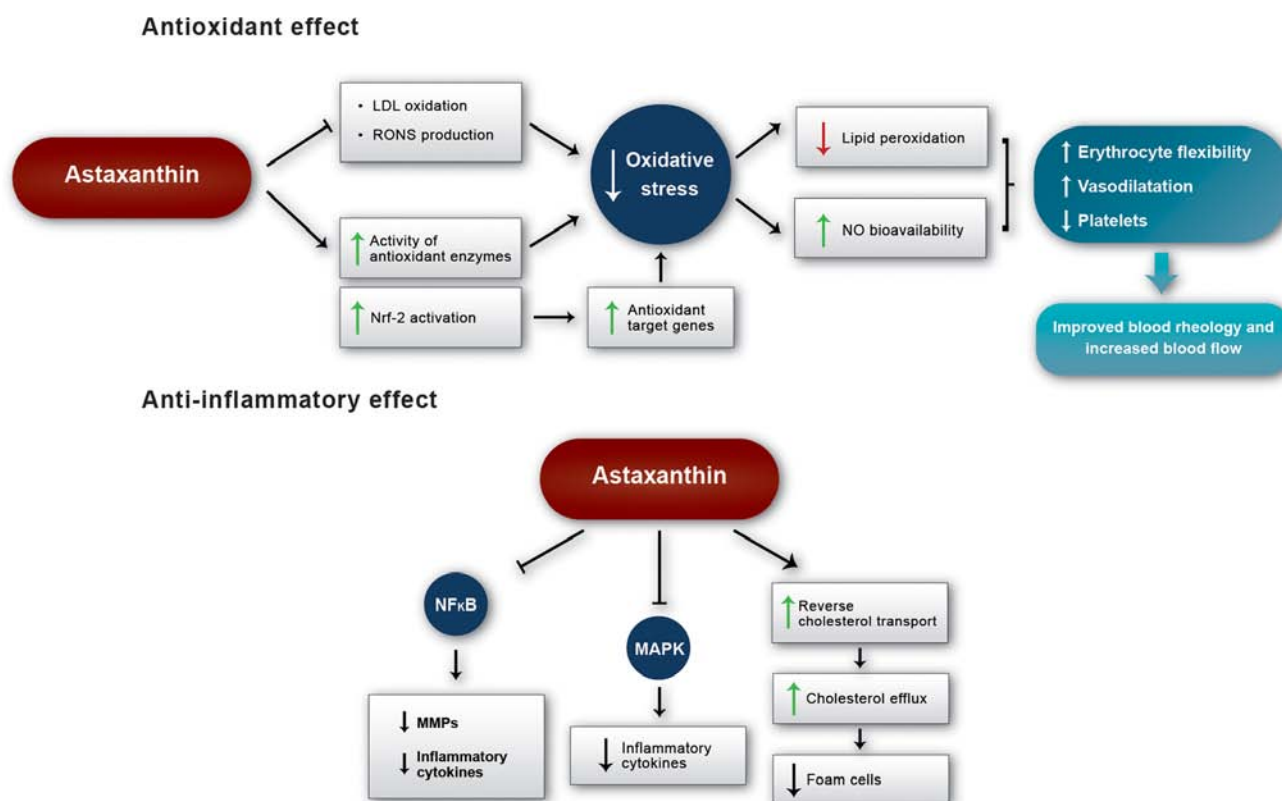 Antioxidant effect
• LDL oxidation
• RONS production
Astaxanthin
↑ Activity of
antioxidant enzymes
↑ Nrf-2 activation
↑ Antioxidant
target genes
↓ Oxidative
stress
↓ Lipid peroxidation
↑ NO bioavailability
↑ Erythrocyte flexibility
↑ Vasodilatation
↓ Platelets
Improved blood rheology and
increased blood flow
Anti-inflammatory effect
Astaxanthin
NFκB
↓ MMPs
↓ Inflammatory
cytokines
MAPK
↓ Inflammatory
cytokines
↑ Reverse
cholesterol transport
↑ Cholesterol efflux
↓ Foam cells